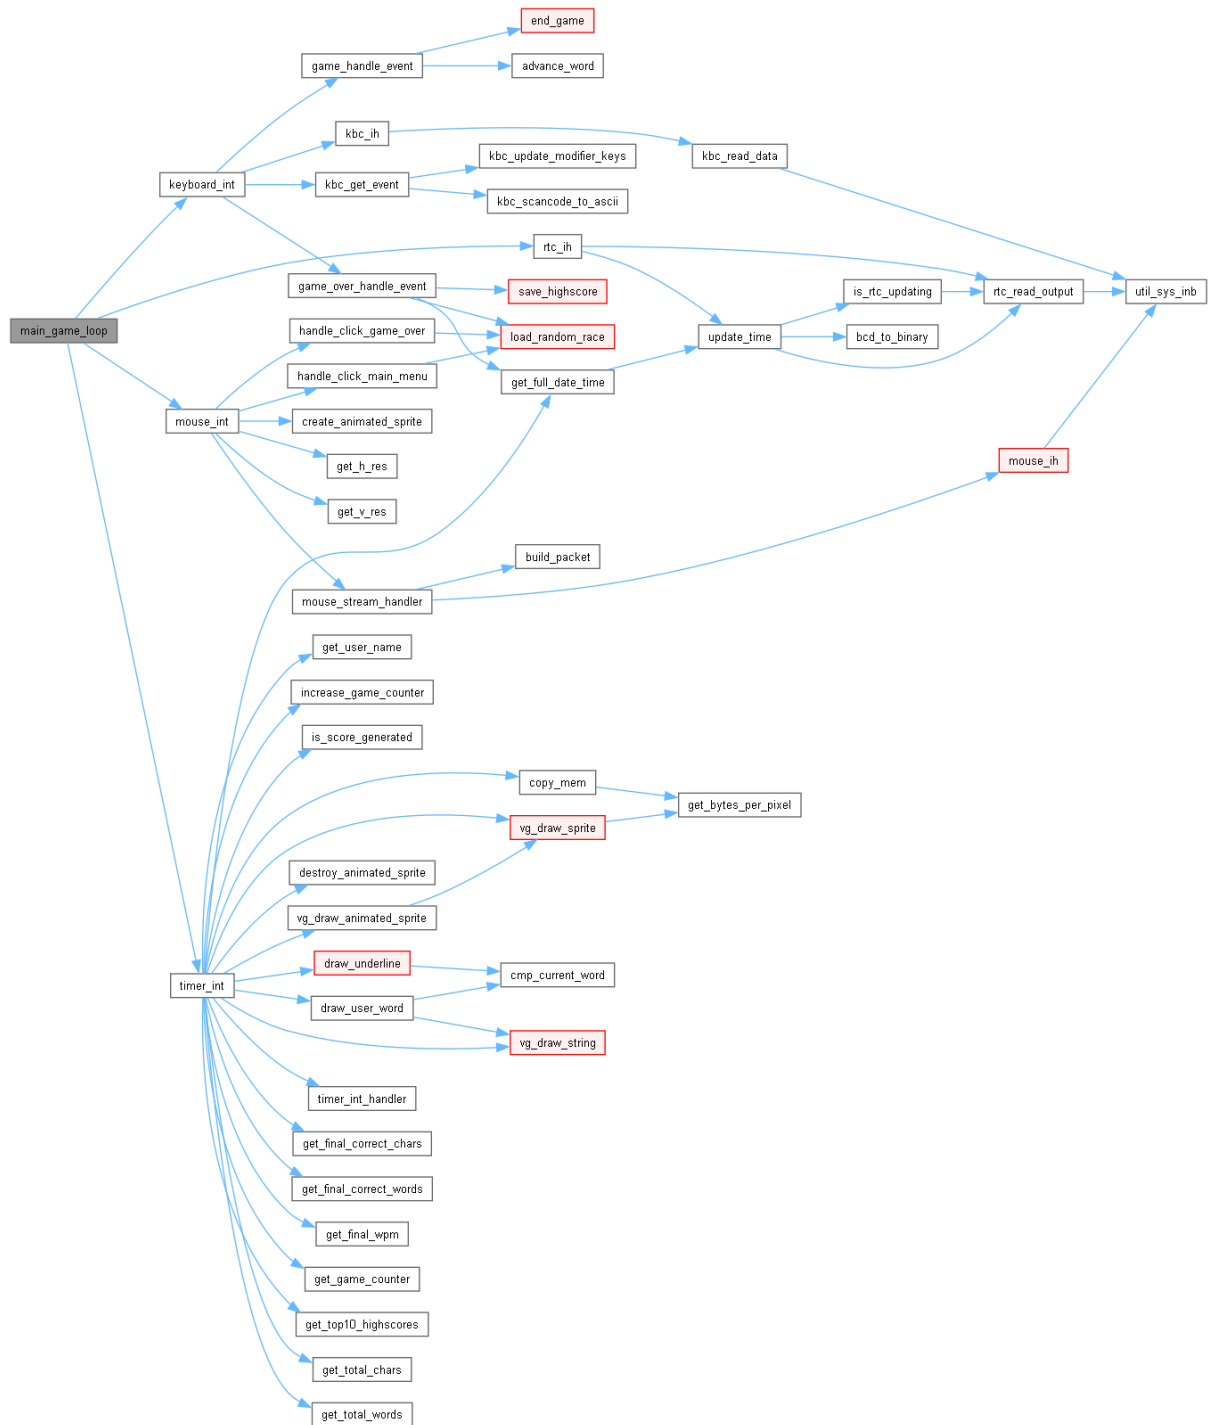 end_game
game_handle_event
advance_word
kbc_ih
kbc_update_modifier_keys
kbc_read_data
keyboard_int
kbc_get_event
kbc_scancode_to_ascii
rtc_ih
game_over_handle_event
save_highscore
is_rtc_updating
rtc_read_output
util_sys_inb
main_game_loop
handle_click_game_over
load_random_race
update_time
bcd_to_binary
handle_click_main_menu
get_full_date_time
mouse_int
create_animated_sprite
get_h_res
mouse_ih
get_v_res
build_packet
mouse_stream_handler
get_user_name
increase_game_counter
is_score_generated
copy_mem
get_bytes_per_pixel
vg_draw_sprite
destroy_animated_sprite
vg_draw_animated_sprite
draw_underline
cmp_current_word
timer_int
draw_user_word
vg_draw_string
timer_int_handler
get_final_correct_chars
get_final_correct_words
get_final_wpm
get_game_counter
get_top10_highscores
get_total_chars
get_total_words